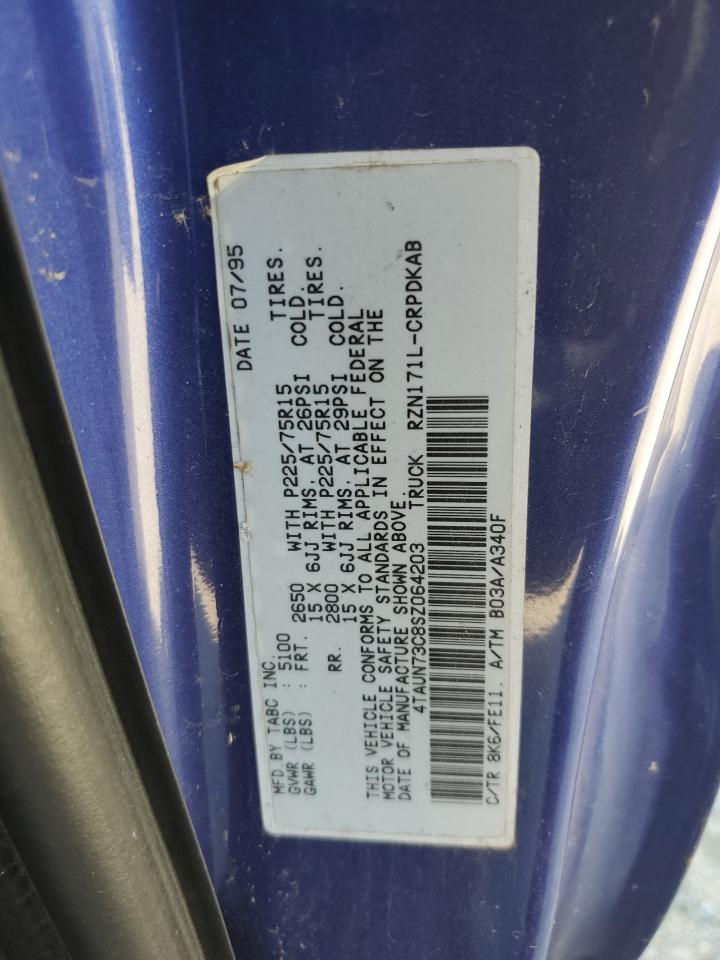 MFD.BY TABC INC. DATE 07/95
GVWR (LBS) : 5100
GAWR (LBS) : FRT. 2650 WITH P225/75R15 TIRES.
15 X 6JJ RIMS, AT 26PSI COLD.
RR. 2800 WITH P225/75R15 TIRES.
15 X 6JJ RIMS, AT 29PSI COLD.
THIS VEHICLE CONFORMS TO ALL APPLICABLE FEDERAL
MOTOR VEHICLE SAFETY STANDARDS IN EFFECT ON THE
DATE OF MANUFACTURE SHOWN ABOVE.
4TAUN73C8SZ064203 TRUCK RZN171L-CRPDKAB
C/TR 8K6/FE11. A/TM B03A/A340F